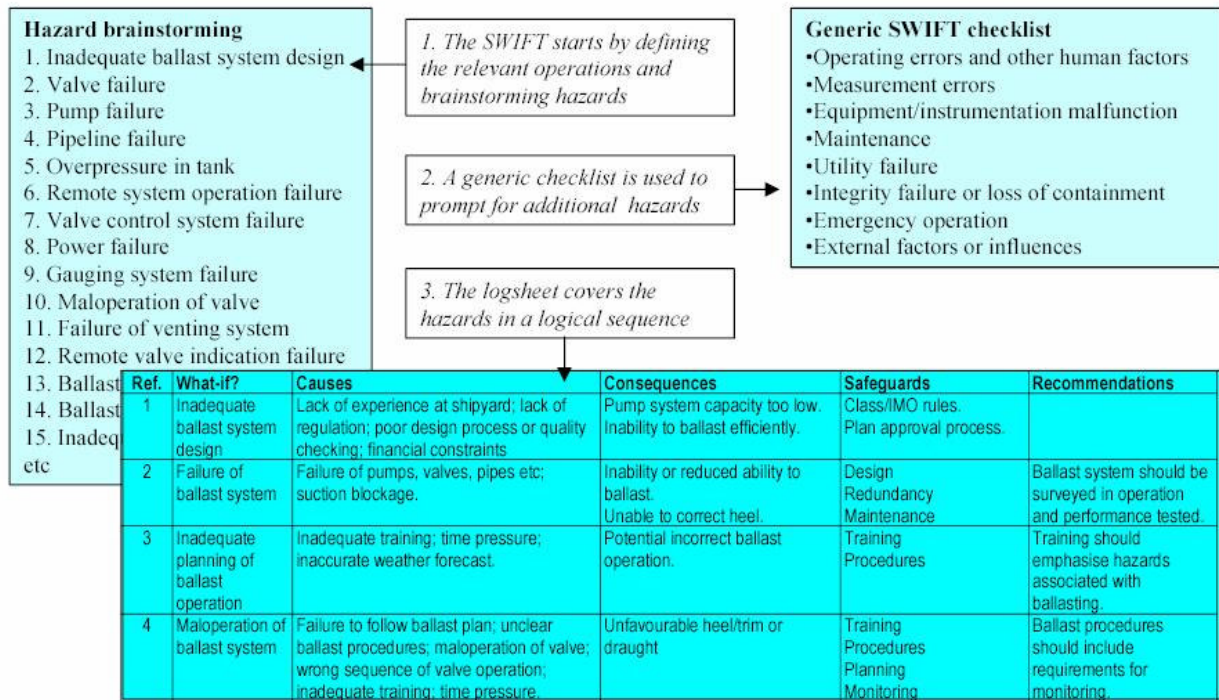 Hazard brainstorming
1. Inadequate ballast system design
2. Valve failure
3. Pump failure
4. Pipeline failure
5. Overpressure in tank
6. Remote system operation failure
7. Valve control system failure
8. Power failure
9. Gauging system failure
10. Maloperation of valve
11. Failure of venting system
12. Remote valve indication failure
13. Ballast
14. Ballast
15. Inadeq
etc
1. The SWIFT starts by defining
the relevant operations and
brainstorming hazards
2. A generic checklist is used to
prompt for additional hazards
3. The logsheet covers the
hazards in a logical sequence
Generic SWIFT checklist
•Operating errors and other human factors
•Measurement errors
•Equipment/instrumentation malfunction
•Maintenance
•Utility failure
•Integrity failure or loss of containment
•Emergency operation
•External factors or influences
Ref. What-if? Causes Consequences Safeguards Recommendations
1 Inadequate Lack of experience at shipyard; lack of Pump system capacity too low. Class/IMO rules.
ballast system regulation; poor design process or quality Inability to ballast efficiently. Plan approval process.
design checking; financial constraints
2 Failure of Failure of pumps, valves, pipes etc; Inability or reduced ability to Design Ballast system should be
ballast system suction blockage. ballast. Redundancy surveyed in operation
Unable to correct heel. Maintenance and performance tested.
3 Inadequate Inadequate training; time pressure; Potential incorrect ballast Training Training should
planning of inaccurate weather forecast. operation. Procedures emphasise hazards
ballast associated with
operation ballasting.
4 Maloperation of Failure to follow ballast plan; unclear Unfavourable heel/trim or Training Ballast procedures
ballast system ballast procedures; maloperation of valve; draught Procedures should include
wrong sequence of valve operation; Planning requirements for
inadequate training; time pressure. Monitoring monitoring.